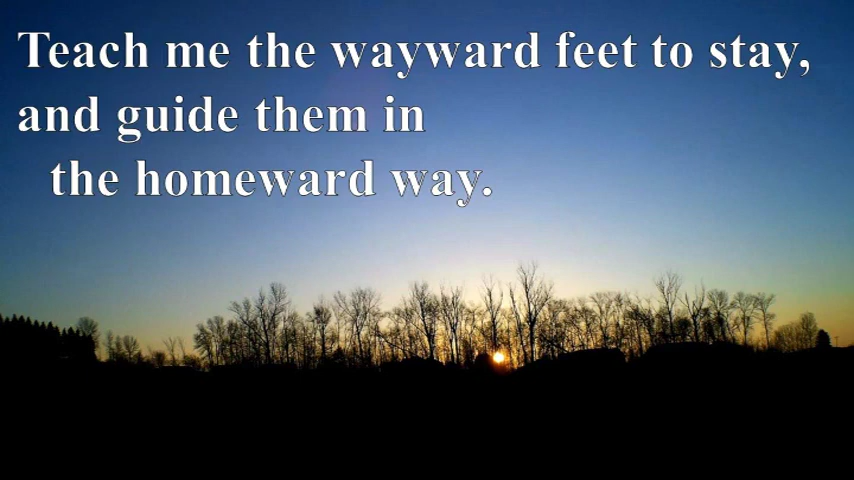 Teach me the wayward feet to stay,
and guide them in
the homeward way.